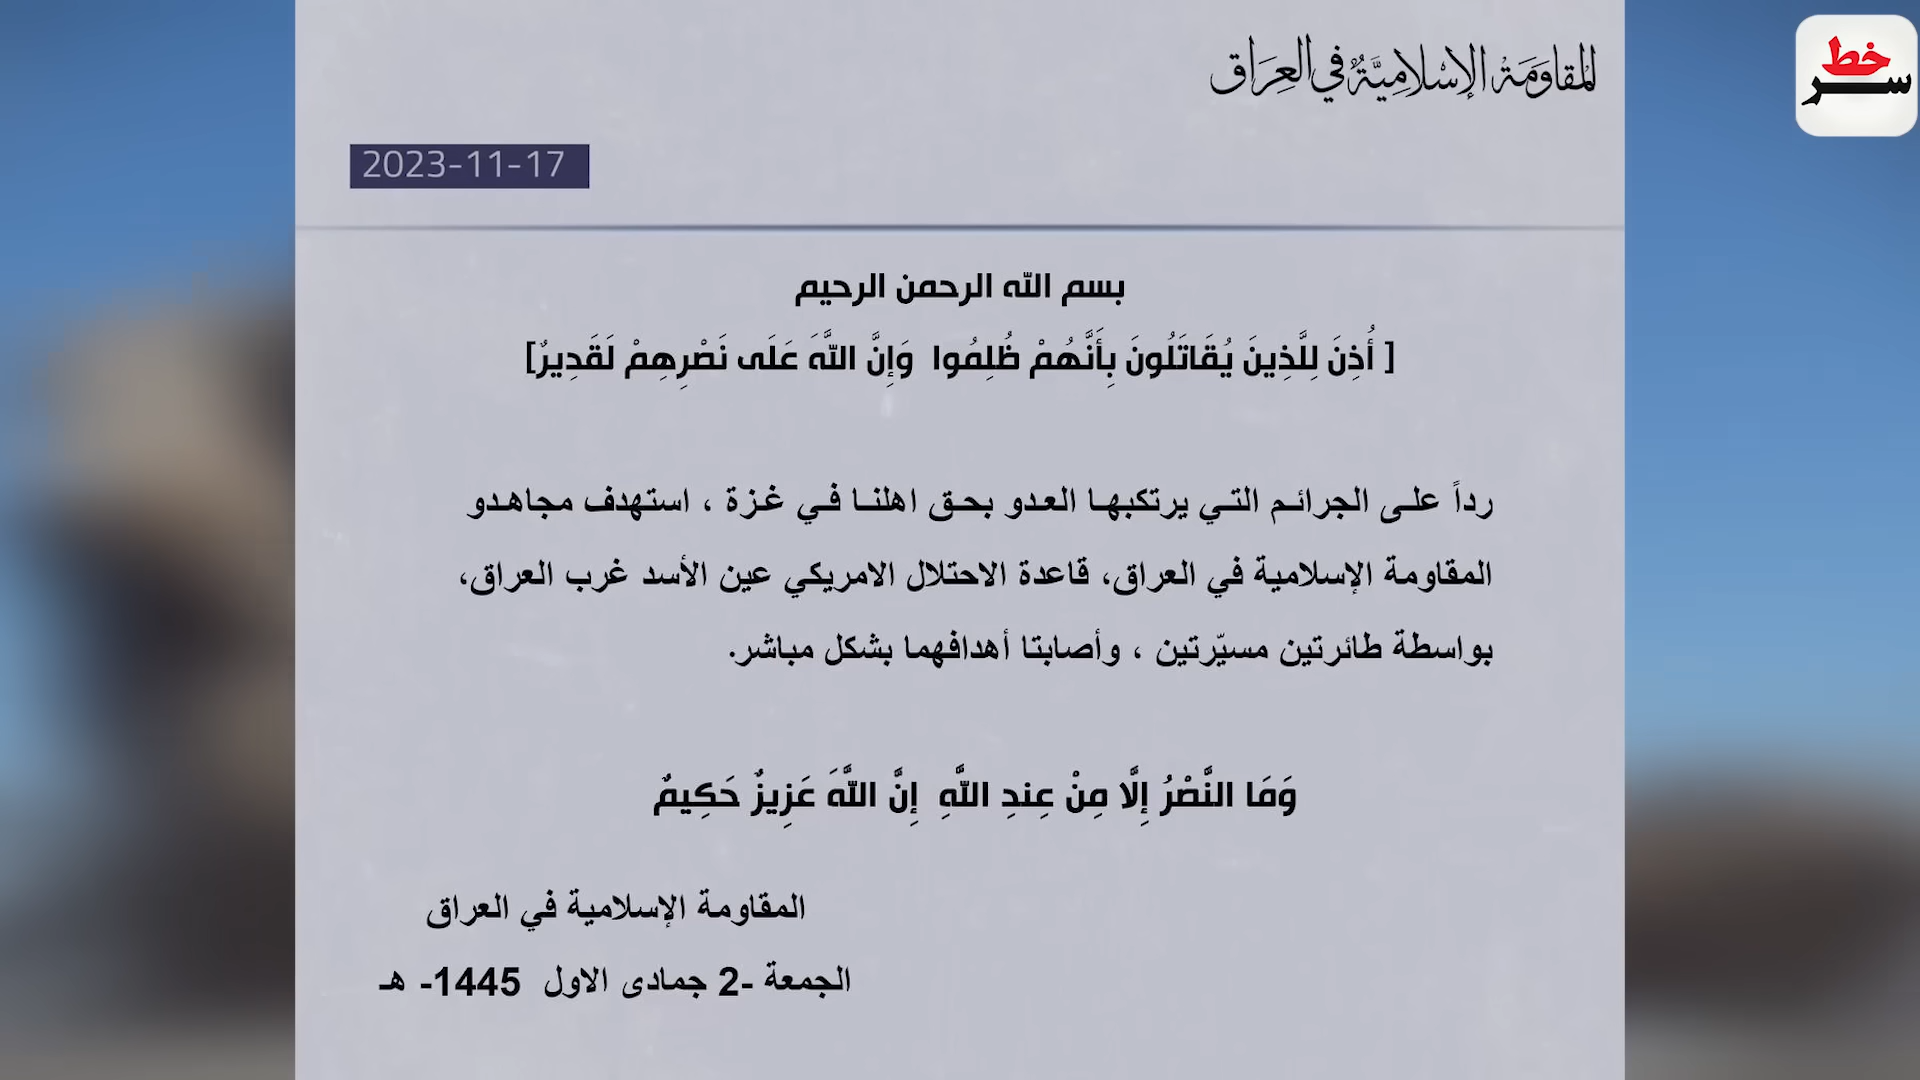 المقاومة الإسلامية في العراق
خط
سر
2023-11-17
بسم الله الرحمن الرحيم
[ أُذِنَ لِلَّذِينَ يُقَاتَلُونَ بِأَنَّهُمْ ظُلِمُوا وَإِنَّ اللَّهَ عَلَى نَصْرِهِمْ لَقَدِيرٌ]
رداً على الجرائم التي يرتكبها العدو بحق اهلنا في غزة ، استهدف مجاهدو
المقاومة الإسلامية في العراق، قاعدة الاحتلال الامريكي عين الأسد غرب العراق،
بواسطة طائرتين مسيّرتين ، وأصابتا أهدافهما بشكل مباشر.
وَمَا النَّصْرُ إِلَّا مِنْ عِندِ اللَّهِ إِنَّ اللَّهَ عَزِيزٌ حَكِيمٌ
المقاومة الإسلامية في العراق
الجمعة -2 جمادى الاول 1445- هـ